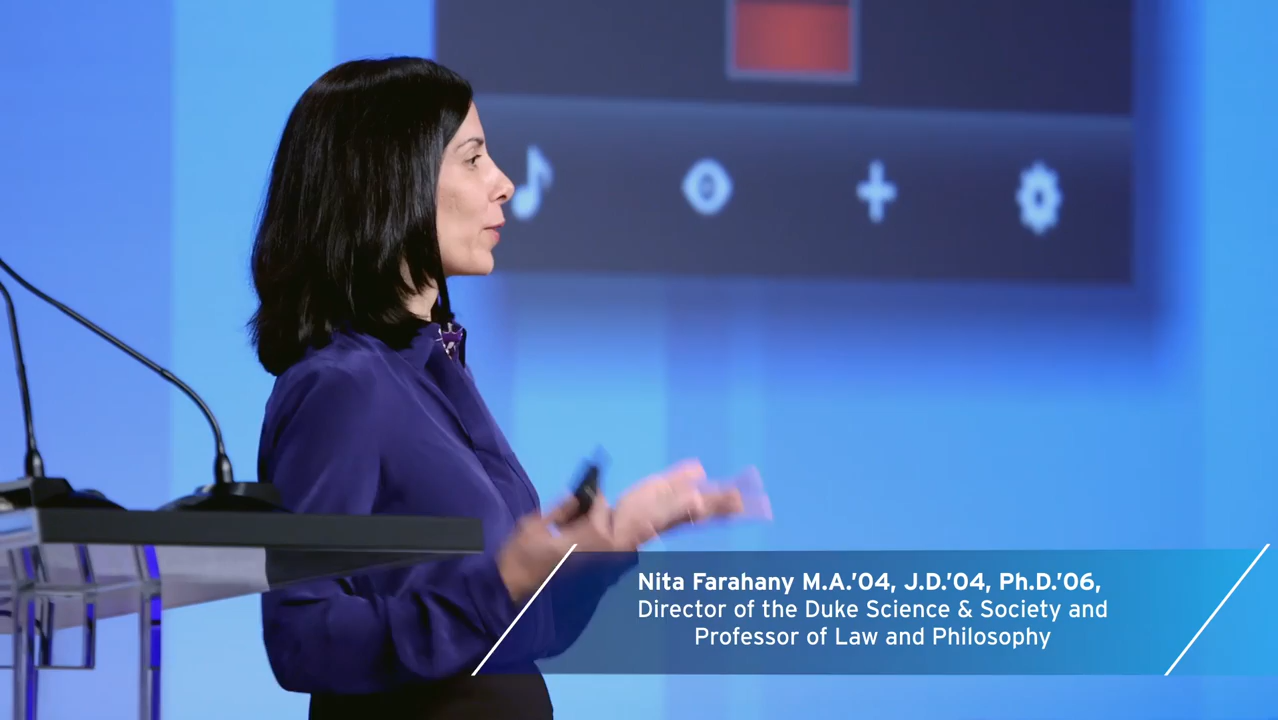 Nita Farahany M.A.'04, J.D.'04, Ph.D.'06,
Director of the Duke Science & Society and
Professor of Law and Philosophy